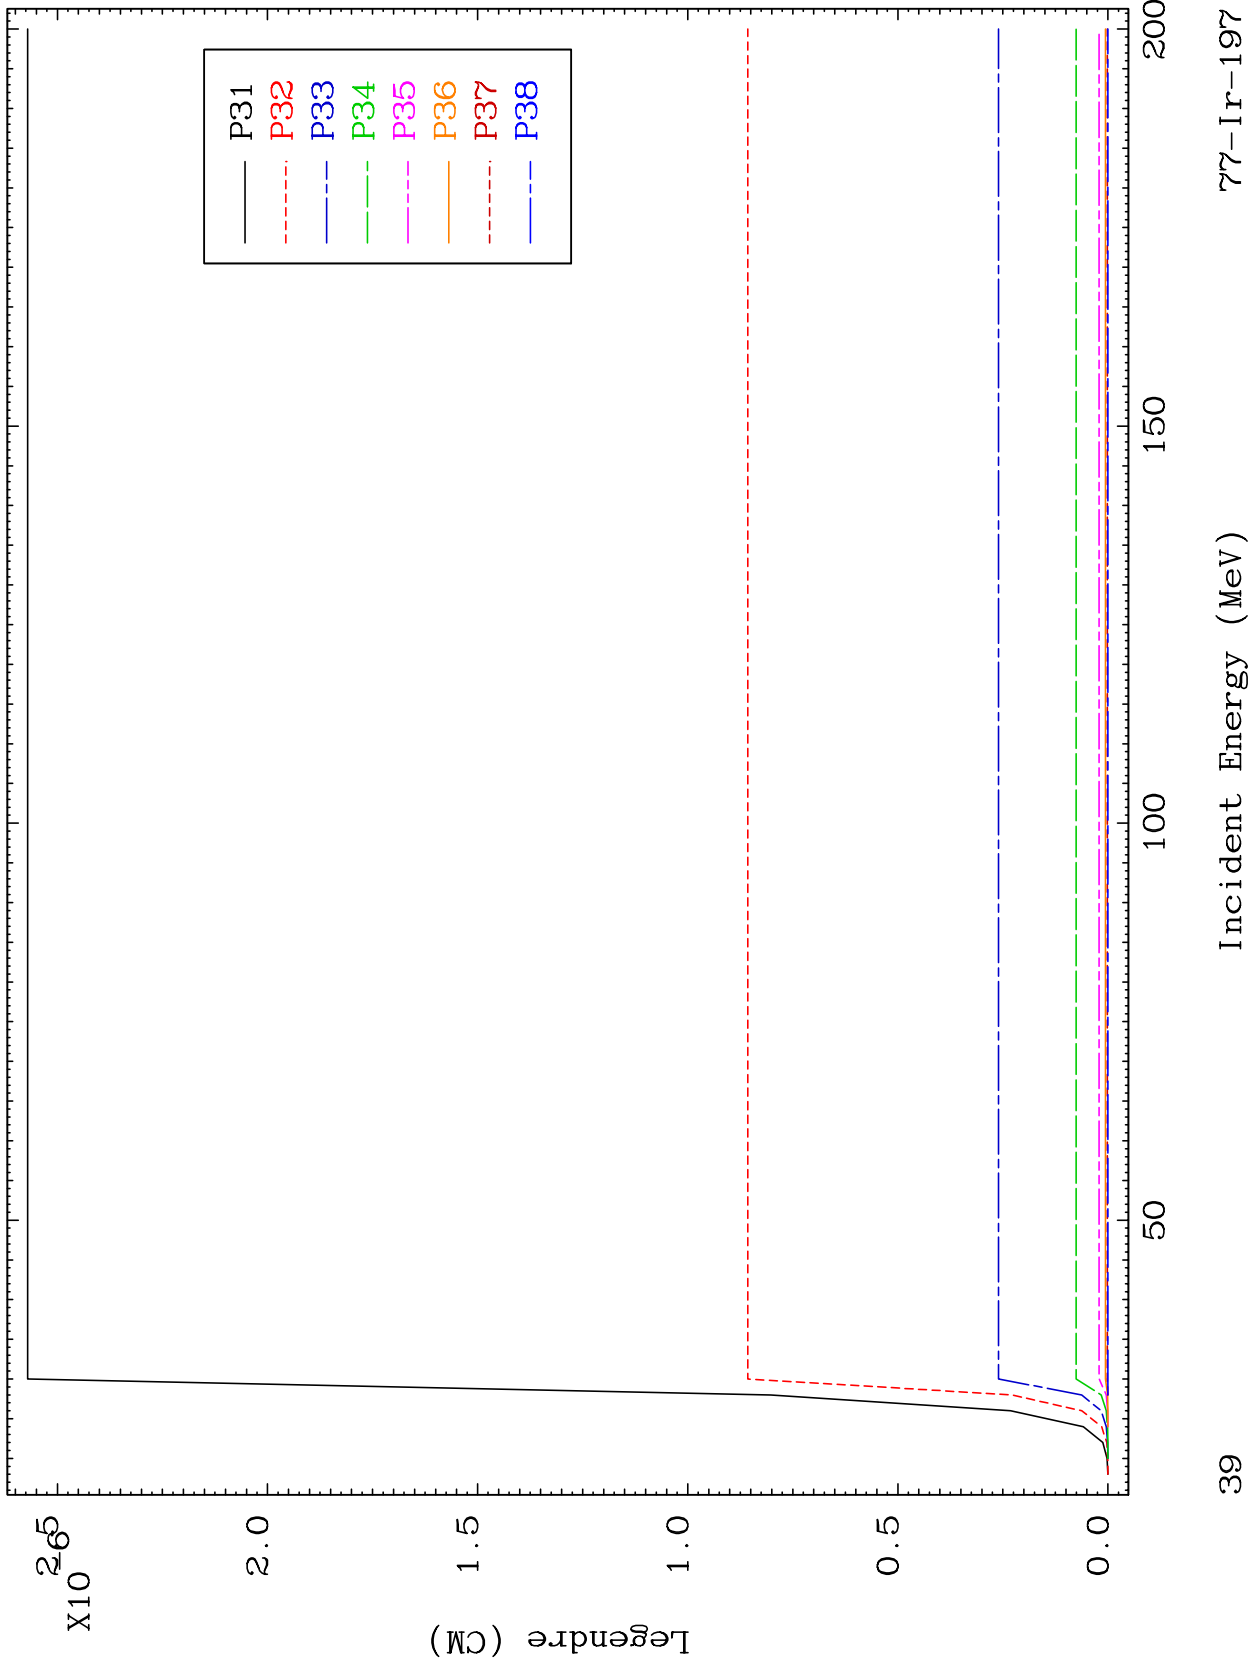 X10
-6
2.5
2.0
1.5
1.0
0.5
0.0
Legendre (CM)
P31
P32
P33
P34
P35
P36
P37
P38
50
100
150
200
39
Incident Energy (MeV)
77-Ir-197